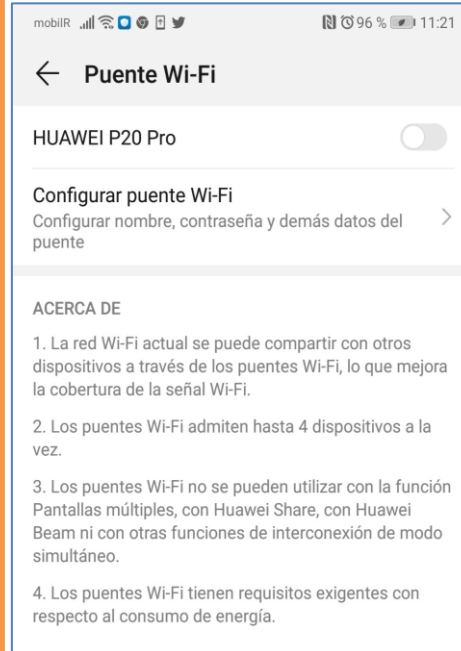 mobilR 96 % 11:21
Puente Wi-Fi
HUAWEI P20 Pro
Configurar puente Wi-Fi
Configurar nombre, contraseña y demás datos del
puente
ACERCA DE
1. La red Wi-Fi actual se puede compartir con otros
dispositivos a través de los puentes Wi-Fi, lo que mejora
la cobertura de la señal Wi-Fi.
2. Los puentes Wi-Fi admiten hasta 4 dispositivos a la
vez.
3. Los puentes Wi-Fi no se pueden utilizar con la función
Pantallas múltiples, con Huawei Share, con Huawei
Beam ni con otras funciones de interconexión de modo
simultáneo.
4. Los puentes Wi-Fi tienen requisitos exigentes con
respecto al consumo de energía.